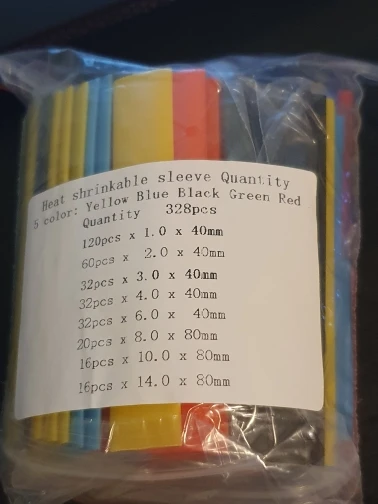 Heat shrinkable sleeve Quantity
5 color: Yellow Blue Black Green Red
Quantity 328pcs
120pcs x 1.0 x 40mm
60pcs x 2.0 x 40mm
32pcs x 3.0 x 40mm
32pcs x 4.0 x 40mm
32pcs x 6.0 x 40mm
20pcs x 8.0 x 80mm
16pcs x 10.0 x 80mm
16pcs x 14.0 x 80mm